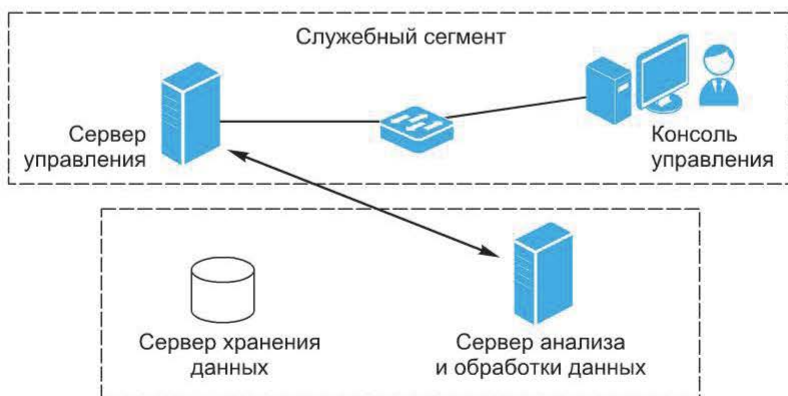 Служебный сегмент
Сервер
управления
Консоль
управления
Сервер хранения
данных
Сервер анализа
и обработки данных